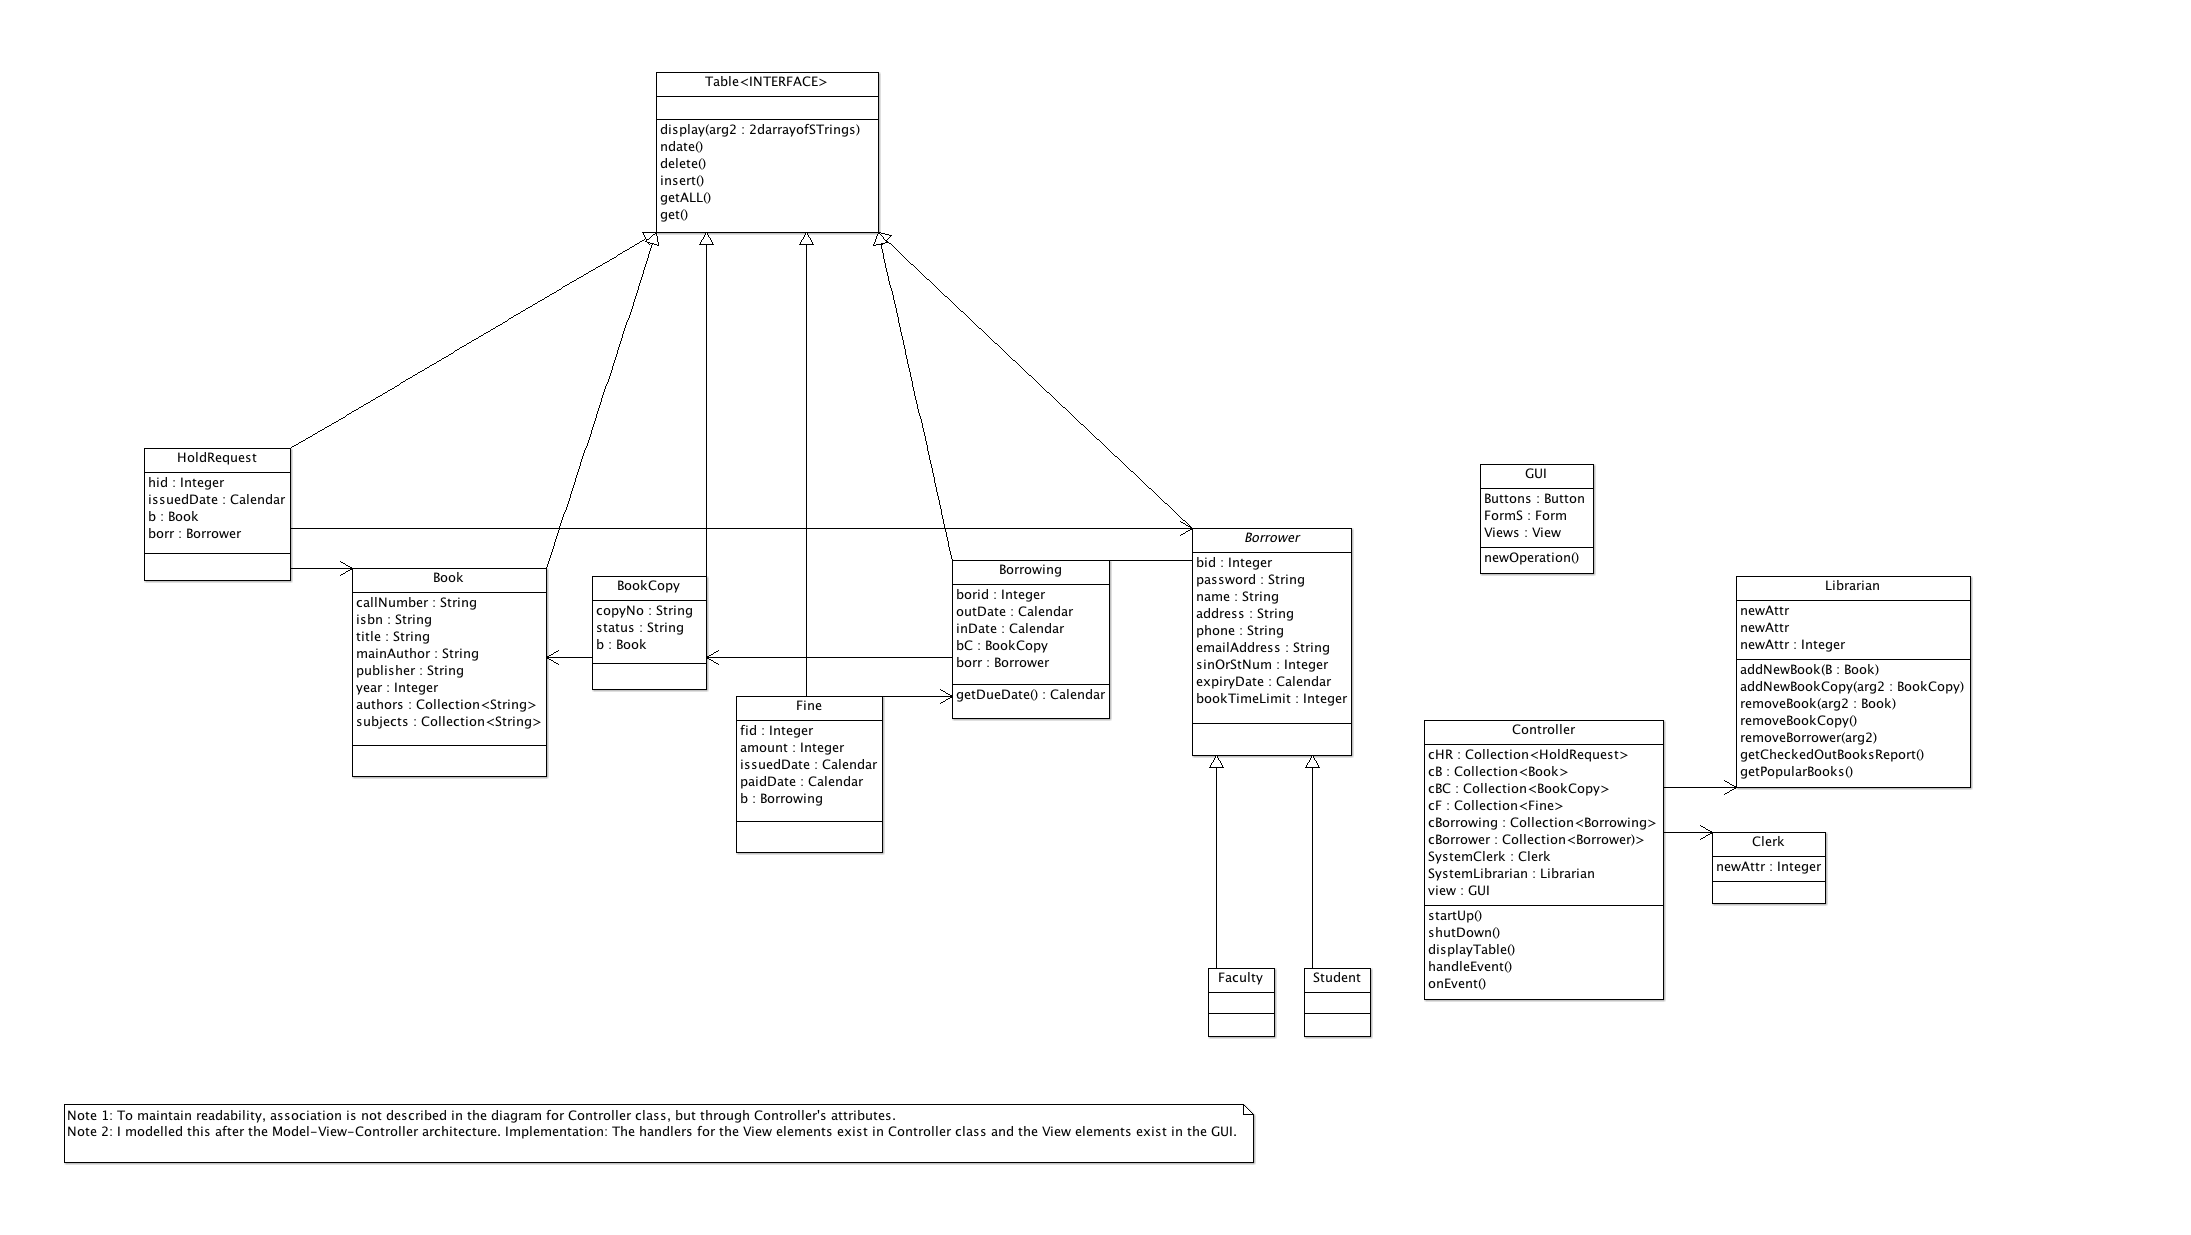 Table<INTERFACE>
display(arg2 : 2darrayofSTrings)
ndate()
delete()
insert()
getALL()
get()
HoldRequest
hid : Integer
issuedDate : Calendar
b : Book
borr : Borrower
Book
callNumber : String
isbn : String
title : String
mainAuthor : String
publisher : String
year : Integer
authors : Collection<String>
subjects : Collection<String>
BookCopy
copyNo : String
status : String
b : Book
Fine
fid : Integer
amount : Integer
issuedDate : Calendar
paidDate : Calendar
b : Borrowing
Borrowing
borid : Integer
outDate : Calendar
inDate : Calendar
bC : BookCopy
borr : Borrower
getDueDate() : Calendar
Borrower
bid : Integer
password : String
name : String
address : String
phone : String
emailAddress : String
sinOrStNum : Integer
expiryDate : Calendar
bookTimeLimit : Integer
Faculty
Student
GUI
Buttons : Button
FormS : Form
Views : View
newOperation()
Controller
cHR : Collection<HoldRequest>
cB : Collection<Book>
cBC : Collection<BookCopy>
cF : Collection<Fine>
cBorrowing : Collection<Borrowing>
cBorrower : Collection<Borrower)>
SystemClerk : Clerk
SystemLibrarian : Librarian
view : GUI
startUp()
shutDown()
displayTable()
handleEvent()
onEvent()
Librarian
newAttr
newAttr
newAttr : Integer
addNewBook(B : Book)
addNewBookCopy(arg2 : BookCopy)
removeBook(arg2 : Book)
removeBookCopy()
removeBorrower(arg2)
getCheckedOutBooksReport()
getPopularBooks()
Clerk
newAttr : Integer
Note 1: To maintain readability, association is not described in the diagram for Controller class, but through Controller's attributes.
Note 2: I modelled this after the Model-View-Controller architecture. Implementation: The handlers for the View elements exist in Controller class and the View elements exist in the GUI.